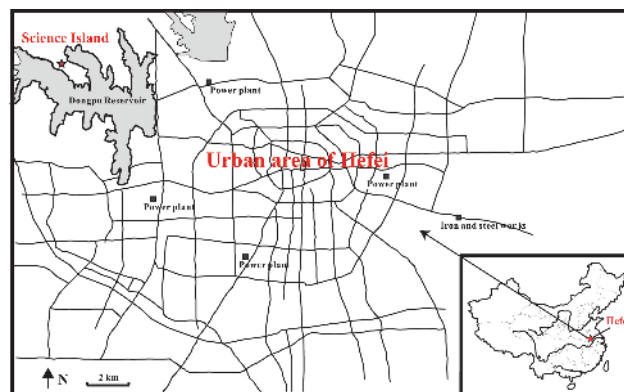 Science Island
Dongpu Reservoir
Power plant
Urban area of Hefei
Power plant
Power plant
Iron and steel works
Power plant
Hefei
N
2 km